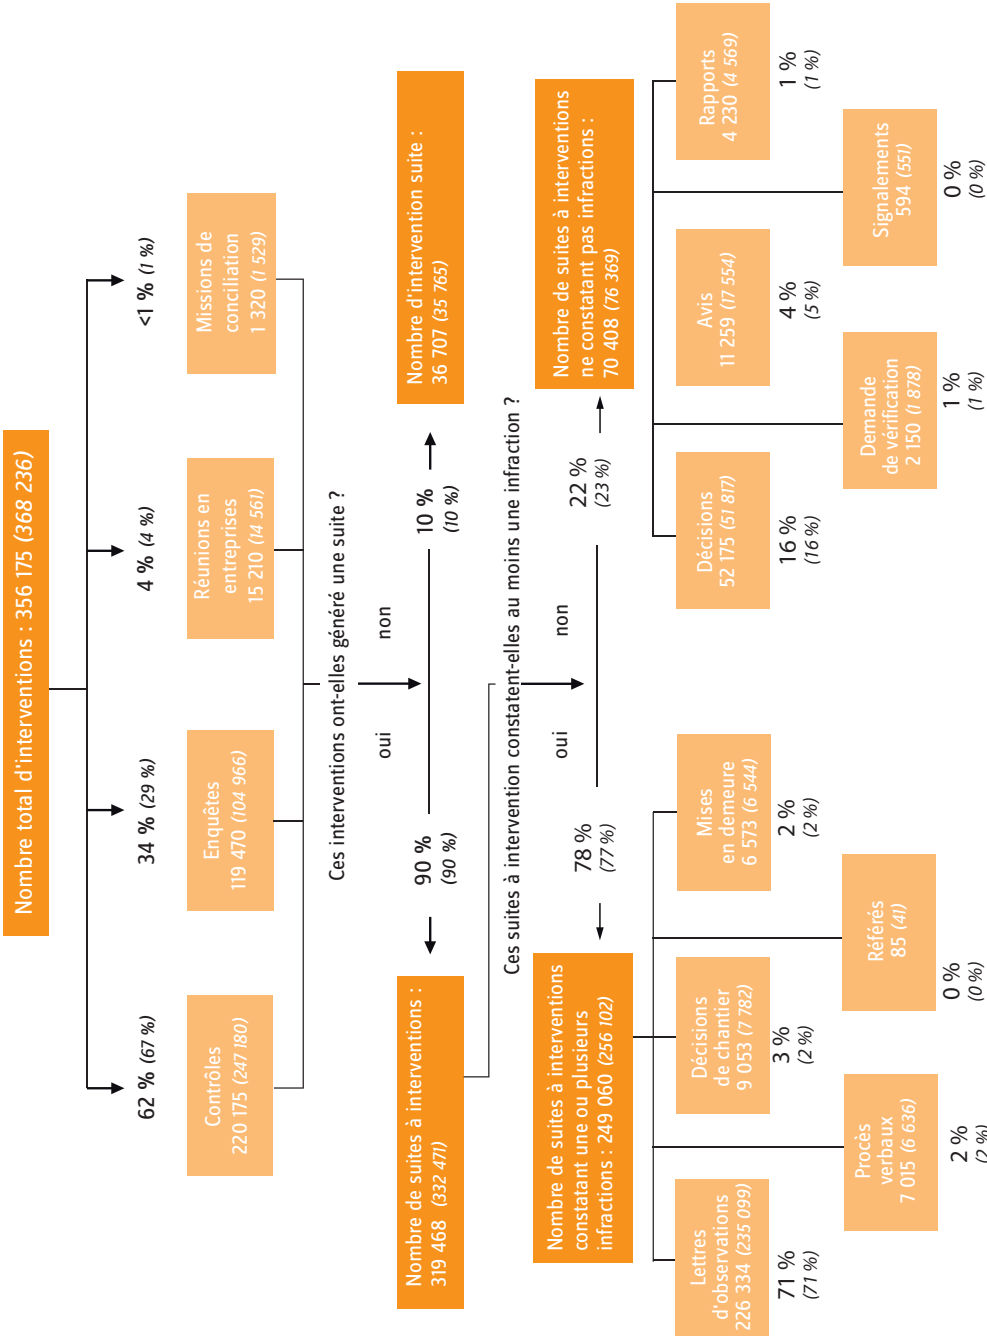 Nombre total d'interventions : 356 175 (368 236)
62 % (67 %)
34 % (29 %)
4 % (4 %)
<1 % (1 %)
Contrôles
220 175 (247 180)
Enquêtes
119 470 (104 966)
Réunions en
entreprises
15 210 (14 561)
Missions de
conciliation
1 320 (1 529)
Ces interventions ont-elles généré une suite ?
oui
non
90 %
(90 %)
10 %
(10 %)
Nombre de suites à interventions :
319 468 (332 471)
Nombre d'intervention suite :
36 707 (35 765)
Ces suites à intervention constatent-elles au moins une infraction ?
oui
non
78 %
(77 %)
22 %
(23 %)
Nombre de suites à interventions
constatant une ou plusieurs
infractions : 249 060 (256 102)
Nombre de suites à interventions
ne constatant pas infractions :
70 408 (76 369)
Lettres
d'observations
226 334 (235 099)
71 %
(71 %)
Décisions
de chantier
9 053 (7 782)
3 %
(2 %)
Mises
en demeure
6 573 (6 544)
2 %
(2 %)
Décisions
52 175 (51 817)
16 %
(16 %)
Avis
11 259 (17 554)
4 %
(5 %)
Rapports
4 230 (4 569)
1 %
(1 %)
Procès
verbaux
7 015 (6 636)
2 %
(2 %)
Référés
85 (41)
0 %
(0 %)
Demande
de vérification
2 150 (1 878)
1 %
(1 %)
Signalements
594 (551)
0 %
(0 %)